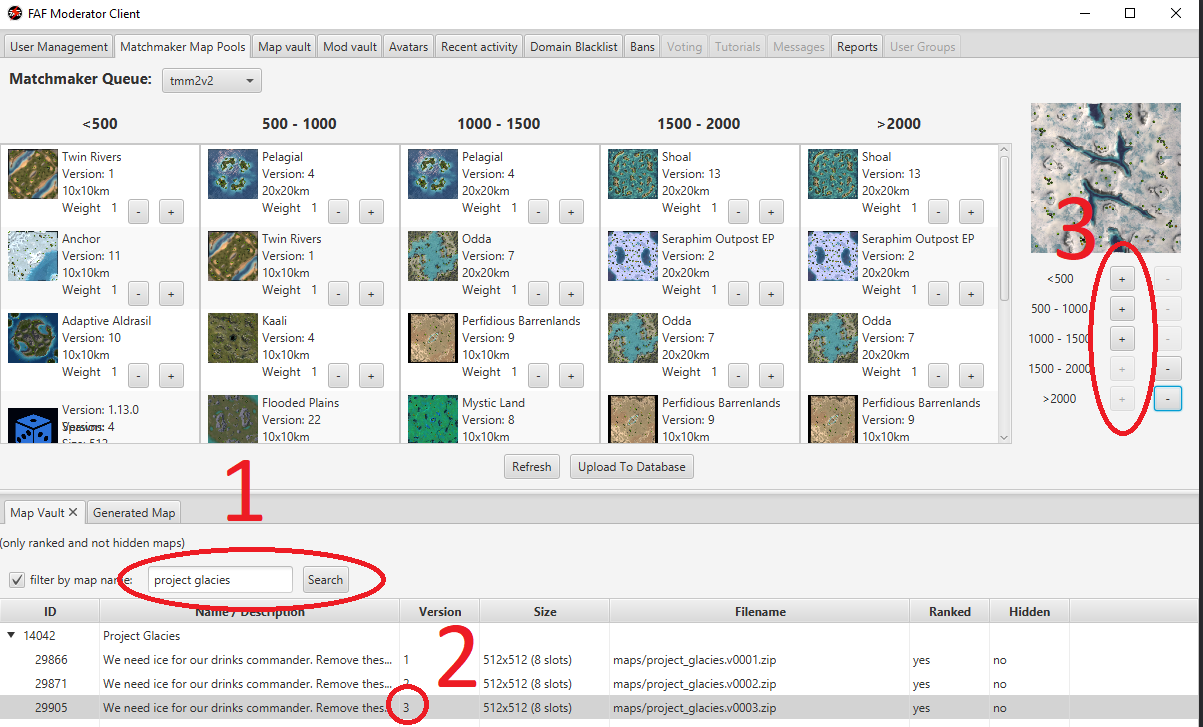 FAF Moderator Client
User Management Matchmaker Map Pools Map vault Mod vault Avatars Recent activity Domain Blacklist Bans Voting Tutorials Messages Reports User Groups
Matchmaker Queue: tmm2v2
<500 500 - 1000 1000 - 1500 1500 - 2000 >2000
Twin Rivers Pelagial Pelagial Shoal Shoal
Version: 1 Version: 4 Version: 4 Version: 13 Version: 13
10x10km 20x20km 20x20km 20x20km 20x20km
Weight 1 - + Weight 1 - + Weight 1 - + Weight 1 - + Weight 1 - +
Anchor Twin Rivers Odda Seraphim Outpost EP Seraphim Outpost EP
Version: 11 Version: 1 Version: 7 Version: 2 Version: 2
10x10km 10x10km 20x20km 20x20km 20x20km
Weight 1 - + Weight 1 - + Weight 1 - + Weight 1 - + Weight 1 - +
Adaptive Aldrasil Kaali Perfidious Barrenlands Odda Odda
Version: 10 Version: 4 Version: 9 Version: 7 Version: 7
10x10km 10x10km 10x10km 20x20km 20x20km
Weight 1 - + Weight 1 - + Weight 1 - + Weight 1 - + Weight 1 - +
Version: 1.13.0 Flooded Plains Mystic Land Perfidious Barrenlands Perfidious Barrenlands
Spawns: 4 Version: 22 Version: 8 Version: 9 Version: 9
Size: 512 10x10km 10x10km 10x10km 10x10km
3
<500 + -
500 - 1000 + -
1000 - 1500 + -
1500 - 2000 + -
>2000 + -
Refresh Upload To Database
1
Map Vault Generated Map
(only ranked and not hidden maps)
filter by map name: project glacies Search
ID Name / Description Version Size Filename Ranked Hidden
14042 Project Glacies
2
29866 We need ice for our drinks commander. Remove thes... 1 512x512 (8 slots) maps/project_glacies.v0001.zip yes no
29871 We need ice for our drinks commander. Remove thes... 2 512x512 (8 slots) maps/project_glacies.v0002.zip yes no
29905 We need ice for our drinks commander. Remove thes... 3 512x512 (8 slots) maps/project_glacies.v0003.zip yes no